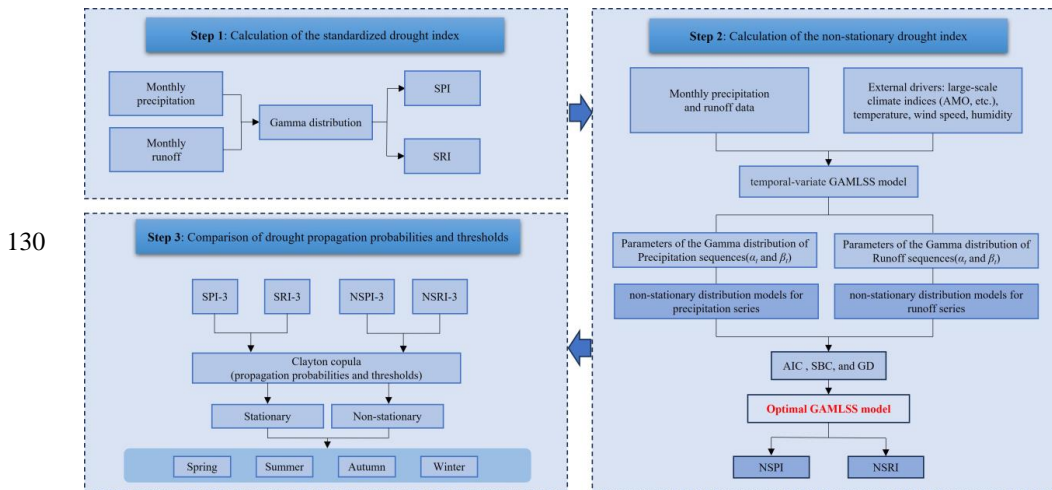 Step 1: Calculation of the standardized drought index
Monthly
precipitation
Monthly
runoff
Gamma distribution
SPI
SRI
Step 2: Calculation of the non-stationary drought index
Monthly precipitation
and runoff data
External drivers: large-scale
climate indices (AMO, etc.),
temperature, wind speed, humidity
temporal-variate GAMLSS model
Parameters of the Gamma distribution of
Precipitation sequences(αt and βt)
Parameters of the Gamma distribution of
Runoff sequences(αt and βt)
non-stationary distribution models for
precipitation series
non-stationary distribution models for
runoff series
AIC , SBC, and GD
Optimal GAMLSS model
NSPI
NSRI
130
Step 3: Comparison of drought propagation probabilities and thresholds
SPI-3
SRI-3
NSPI-3
NSRI-3
Clayton copula
(propagation probabilities and thresholds)
Stationary
Non-stationary
Spring
Summer
Autumn
Winter